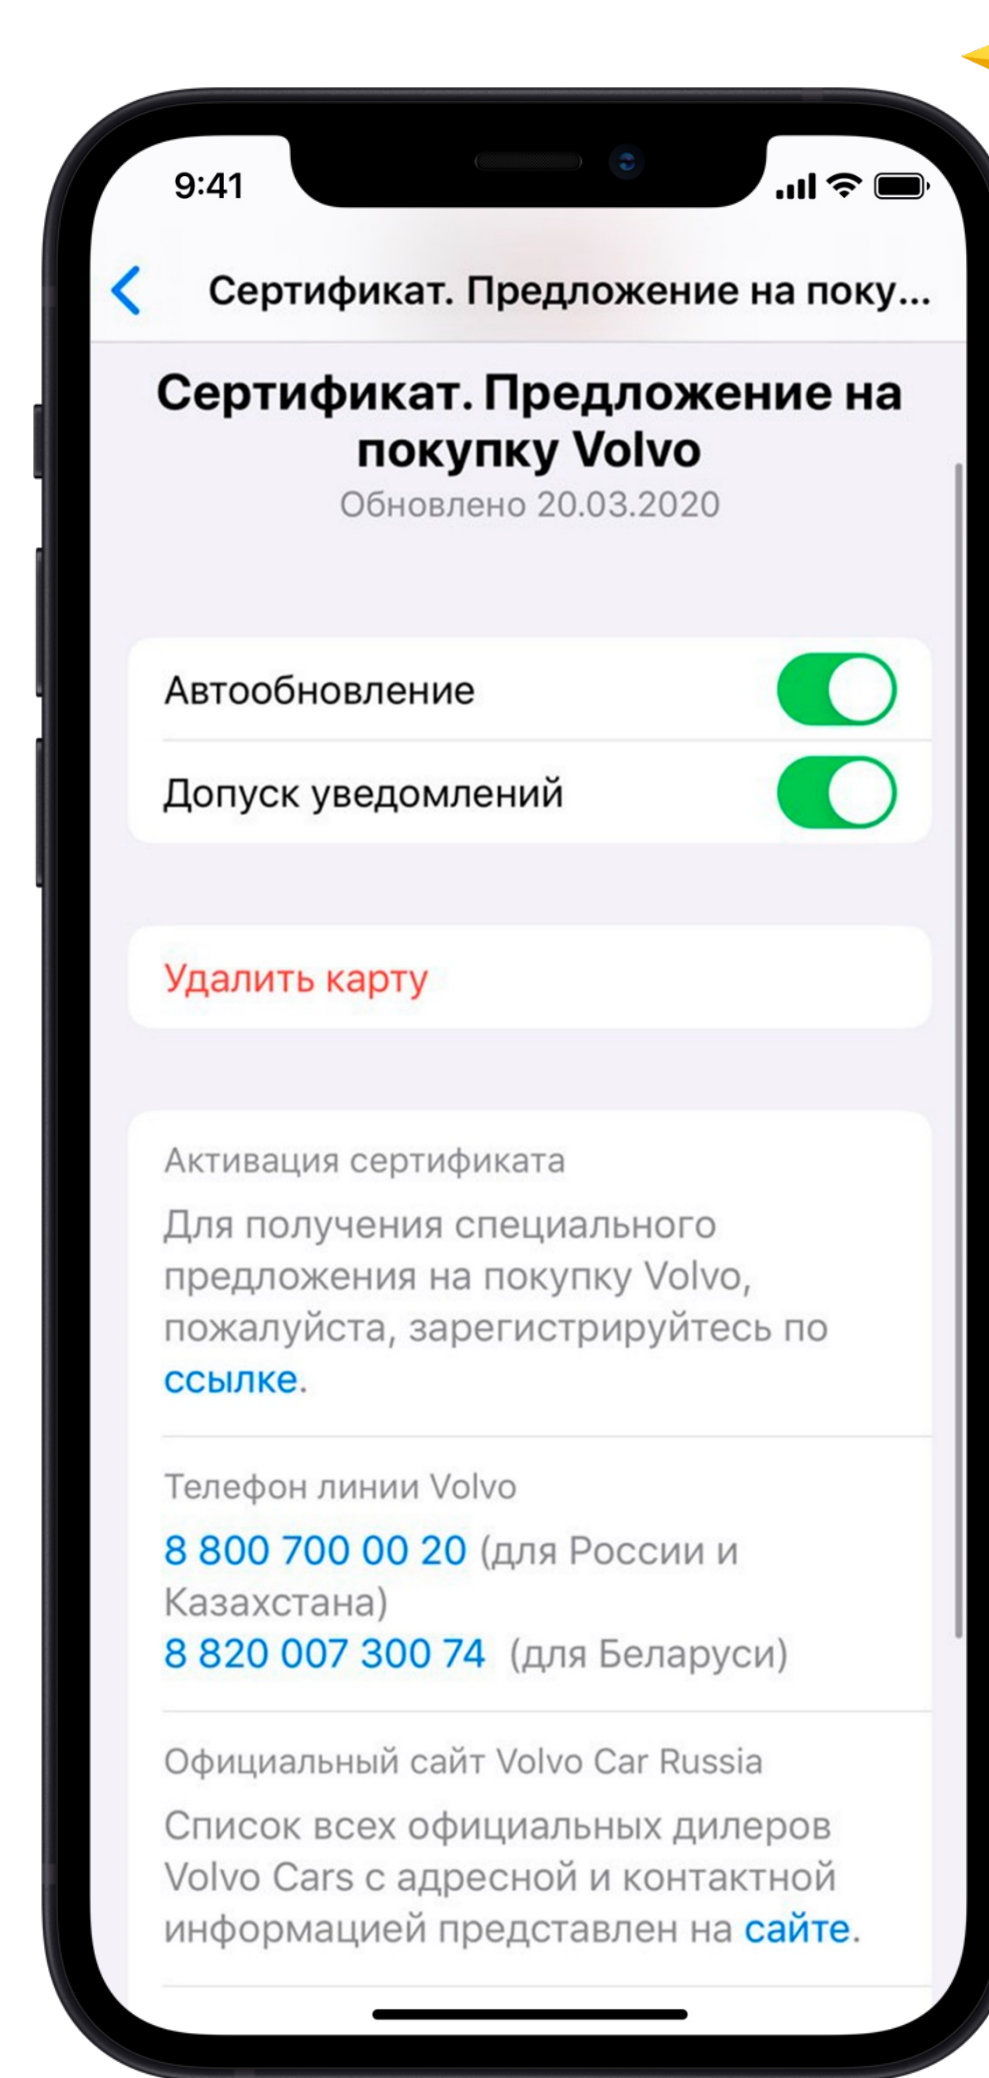 9:41
Сертификат. Предложение на поку...
Сертификат. Предложение на
покупку Volvo
Обновлено 20.03.2020
Автообновление
Допуск уведомлений
Удалить карту
Активация сертификата
Для получения специального
предложения на покупку Volvo,
пожалуйста, зарегистрируйтесь по
ссылке.
Телефон линии Volvo
8 800 700 00 20 (для России и
Казахстана)
8 820 007 300 74 (для Беларуси)
Официальный сайт Volvo Car Russia
Список всех официальных дилеров
Volvo Cars с адресной и контактной
информацией представлен на сайте.